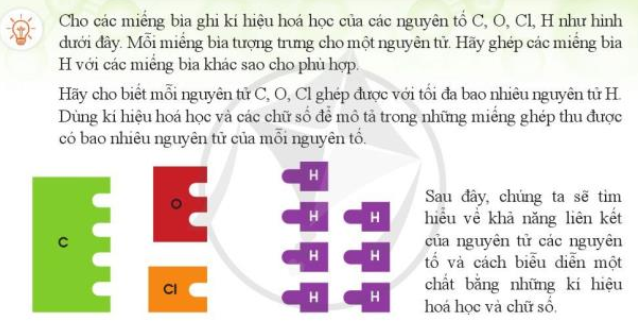 Cho các miếng bìa ghi kí hiệu hoá học của các nguyên tố C, O, Cl, H như hình
dưới đây. Mỗi miếng bìa tượng trưng cho một nguyên tử. Hãy ghép các miếng bìa
H với các miếng bìa khác sao cho phù hợp.
Hãy cho biết mỗi nguyên tử C, O, Cl ghép được với tối đa bao nhiêu nguyên tử H.
Dùng kí hiệu hoá học và các chữ số để mô tả trong những miếng ghép thu được
có bao nhiêu nguyên tử của mỗi nguyên tố.
C
O
Cl
H
H
H
H
H
H
H
Sau đây, chúng ta sẽ tìm
hiểu về khả năng liên kết
của nguyên tử các nguyên
tố và cách biểu diễn một
chất bằng những kí hiệu
hoá học và chữ số.